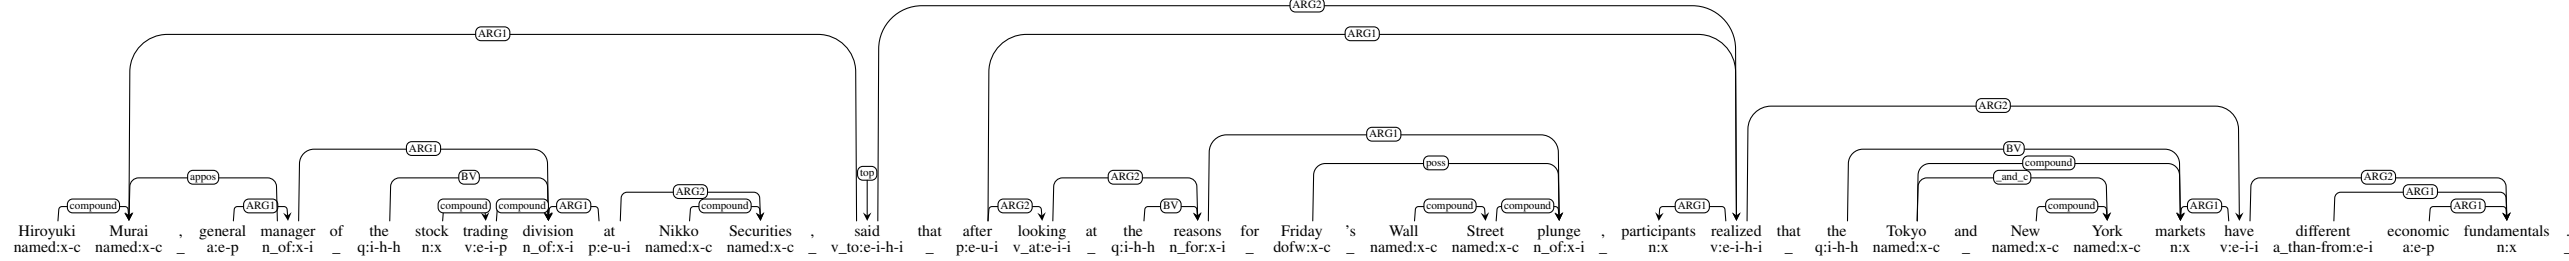 ARG2
ARG1 ARG1
ARG2
ARG1 ARG1 BV
poss compound
top
appos BV ARG2 _and_c ARG2
ARG2 ARG1
compound ARG1 compound compound ARG1 compound ARG2 BV compound compound ARG1 compound ARG1 ARG1
Hiroyuki Murai , general manager of the stock trading division at Nikko Securities , said that after looking at the reasons for Friday 's Wall Street plunge , participants realized that the Tokyo and New York markets have different economic fundamentals .
named:x-c named:x-c _ a:e-p n_of:x-i _ q:i-h-h n:x v:e-i-p n_of:x-i p:e-u-i named:x-c named:x-c _ v_to:e-i-h-i _ p:e-u-i v_at:e-i-i _ q:i-h-h n_for:x-i _ dofw:x-c _ named:x-c named:x-c n_of:x-i _ n:x v:e-i-h-i _ q:i-h-h named:x-c _ named:x-c named:x-c n:x v:e-i-i a_than-from:e-i a:e-p n:x _